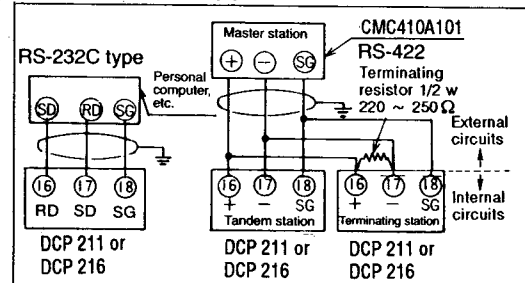 RS-232C type
SD RD SG
Personal
computer,
etc.
16 17 18
RD SD SG
DCP 211 or
DCP 216
CMC410A101
RS-422
Master station
+ − SG
Terminating
resistor 1/2 w
220 ~ 250Ω
External
circuits
Internal
circuits
16 17 18
+ − SG
Tandem station
DCP 211 or
DCP 216
16 17 18
+ − SG
Terminating station
DCP 211 or
DCP 216